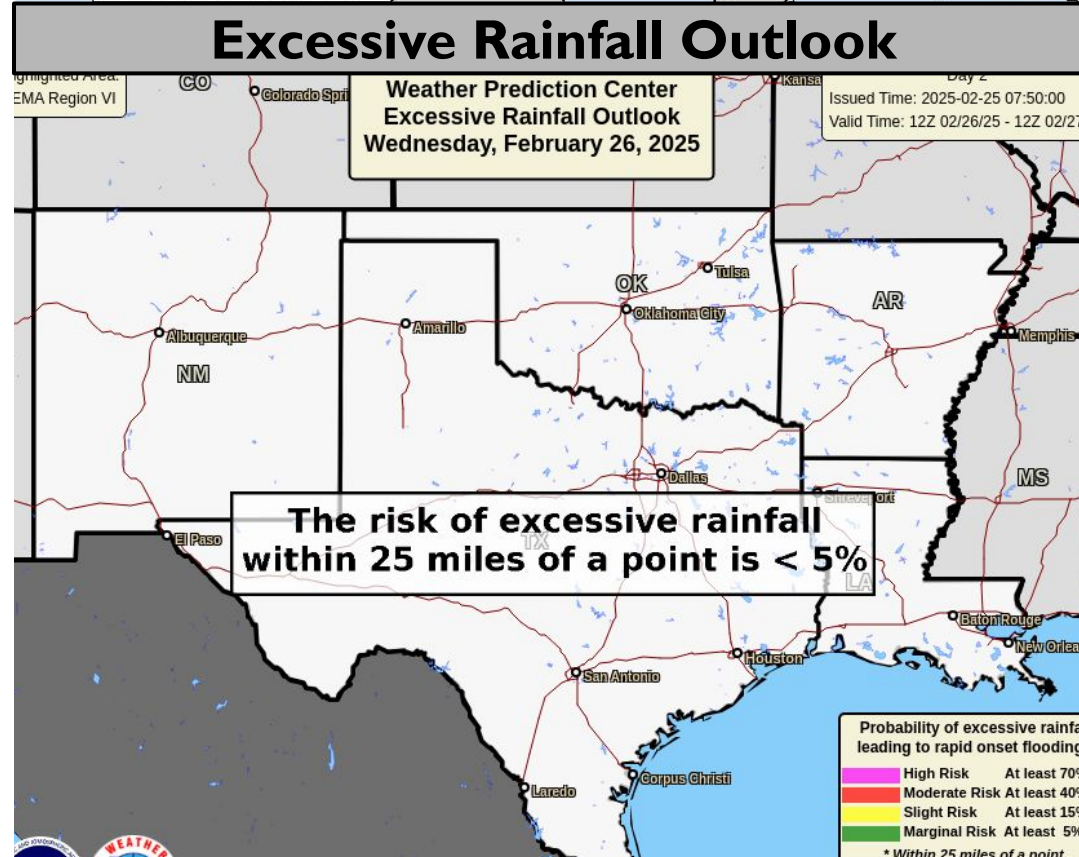 Excessive Rainfall Outlook
Highlighted Area:
EMA Region VI
Weather Prediction Center
Excessive Rainfall Outlook
Wednesday, February 26, 2025
Day 2
Issued Time: 2025-02-25 07:50:00
Valid Time: 12Z 02/26/25 - 12Z 02/27
CO
Colorado Spri
Kansa
OK
Tulsa
Oklahoma City
AR
Albuquerque
Amarillo
Memphis
NM
Dallas
MS
Shreveport
The risk of excessive rainfall
within 25 miles of a point is < 5%
El Paso
TX
LA
Baton Rouge
New Orlea
Houston
San Antonio
Corpus Christi
Laredo
Probability of excessive rainfa
leading to rapid onset flooding
High Risk At least 70%
Moderate Risk At least 40%
Slight Risk At least 15%
Marginal Risk At least 5%
* Within 25 miles of a point
WEATHER